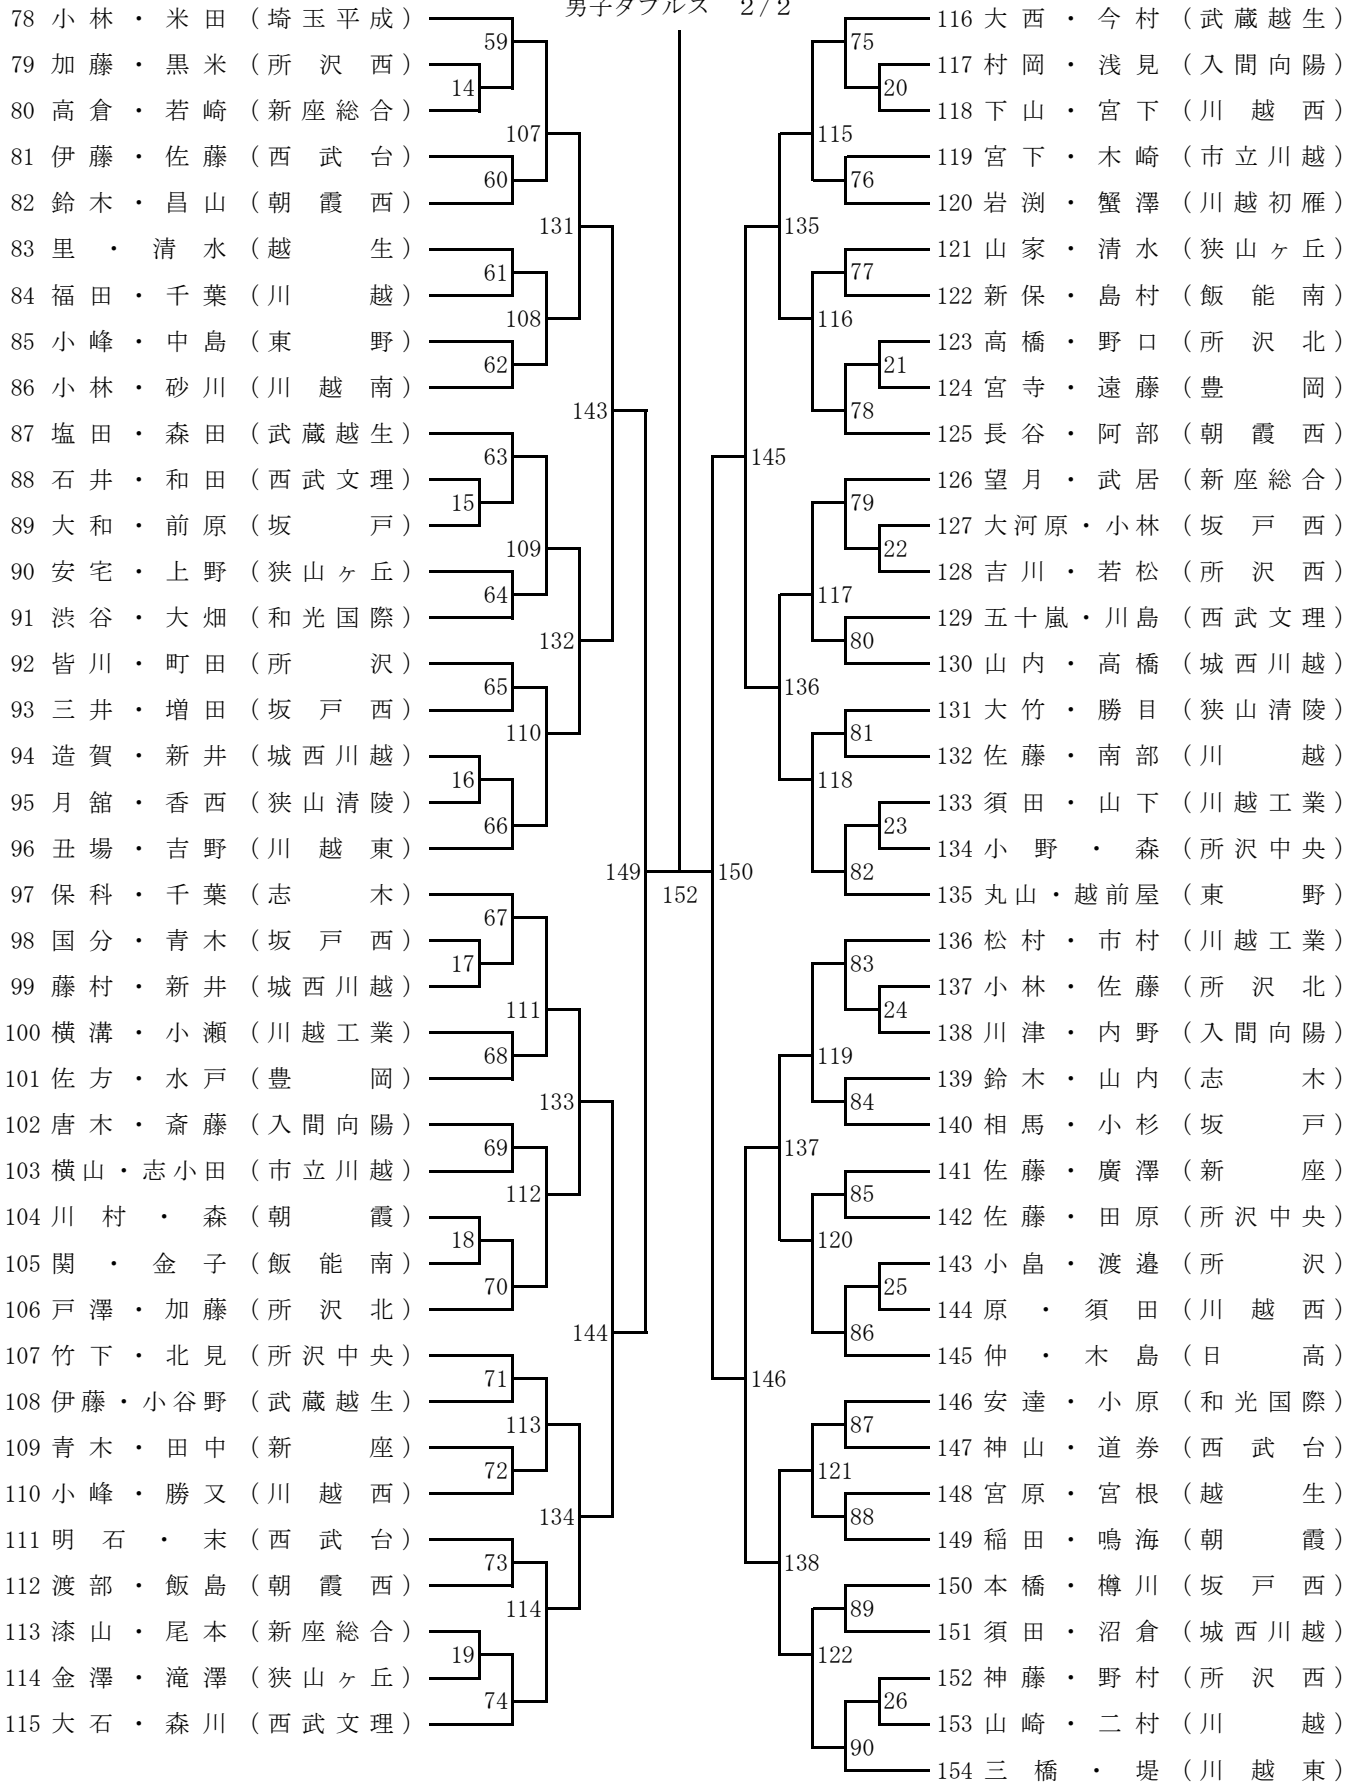 男子ダブルス 2/2
78 小林・米田 (埼玉平成)
59
79 加藤・黒米 (所沢西)
14
80 高倉・若崎 (新座総合)
107
81 伊藤・佐藤 (西武台)
60
82 鈴木・昌山 (朝霞西)
131
83 里・清水 (越生)
61
84 福田・千葉 (川越)
108
85 小峰・中島 (東野)
62
86 小林・砂川 (川越南)
143
87 塩田・森田 (武蔵越生)
63
88 石井・和田 (西武文理)
15
89 大和・前原 (坂戸)
109
90 安宅・上野 (狭山ヶ丘)
64
91 渋谷・大畑 (和光国際)
132
92 皆川・町田 (所沢)
65
93 三井・増田 (坂戸西)
110
94 造賀・新井 (城西川越)
16
95 月舘・香西 (狭山清陵)
66
96 丑場・吉野 (川越東)
149
97 保科・千葉 (志木)
67
98 国分・青木 (坂戸西)
17
99 藤村・新井 (城西川越)
111
100 横溝・小瀬 (川越工業)
68
101 佐方・水戸 (豊岡)
133
102 唐木・斎藤 (入間向陽)
69
103 横山・志小田 (市立川越)
112
104 川村・森 (朝霞)
18
105 関・金子 (飯能南)
70
106 戸澤・加藤 (所沢北)
144
107 竹下・北見 (所沢中央)
71
108 伊藤・小谷野 (武蔵越生)
113
109 青木・田中 (新座)
72
110 小峰・勝又 (川越西)
134
111 明石・末 (西武台)
73
112 渡部・飯島 (朝霞西)
114
113 漆山・尾本 (新座総合)
19
114 金澤・滝澤 (狭山ヶ丘)
74
115 大石・森川 (西武文理)
152
116 大西・今村 (武蔵越生)
75
117 村岡・浅見 (入間向陽)
20
118 下山・宮下 (川越西)
115
119 宮下・木崎 (市立川越)
76
120 岩渕・蟹澤 (川越初雁)
135
121 山家・清水 (狭山ヶ丘)
77
122 新保・島村 (飯能南)
116
123 高橋・野口 (所沢北)
21
124 宮寺・遠藤 (豊岡)
78
125 長谷・阿部 (朝霞西)
145
126 望月・武居 (新座総合)
79
127 大河原・小林 (坂戸西)
22
128 吉川・若松 (所沢西)
117
129 五十嵐・川島 (西武文理)
80
130 山内・高橋 (城西川越)
136
131 大竹・勝目 (狭山清陵)
81
132 佐藤・南部 (川越)
118
133 須田・山下 (川越工業)
23
134 小野・森 (所沢中央)
82
150
135 丸山・越前屋 (東野)
136 松村・市村 (川越工業)
83
137 小林・佐藤 (所沢北)
24
138 川津・内野 (入間向陽)
119
139 鈴木・山内 (志木)
84
140 相馬・小杉 (坂戸)
137
141 佐藤・廣澤 (新座)
85
142 佐藤・田原 (所沢中央)
120
143 小畠・渡邉 (所沢)
25
144 原・須田 (川越西)
86
145 仲・木島 (日高)
146
146 安達・小原 (和光国際)
87
147 神山・道券 (西武台)
121
148 宮原・宮根 (越生)
88
149 稲田・鳴海 (朝霞)
138
150 本橋・樽川 (坂戸西)
89
151 須田・沼倉 (城西川越)
122
152 神藤・野村 (所沢西)
26
153 山崎・二村 (川越)
90
154 三橋・堤 (川越東)